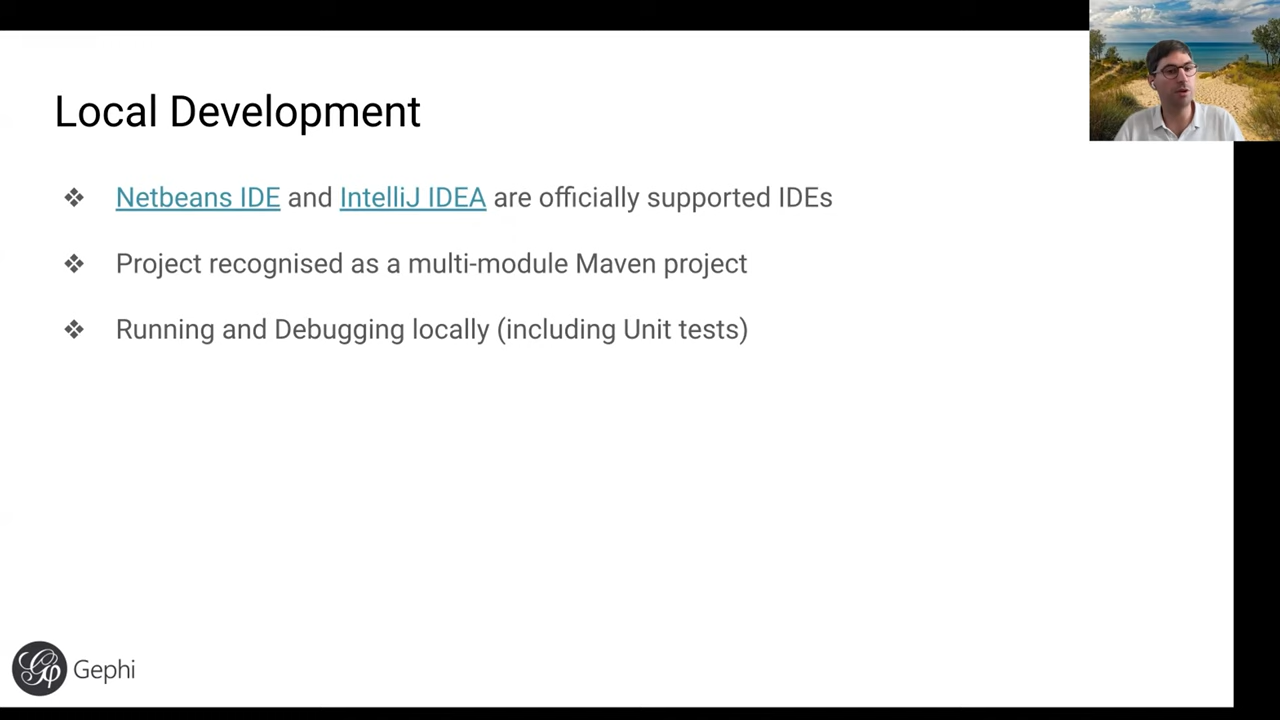 Local Development
❖ Netbeans IDE and IntelliJ IDEA are officially supported IDEs
❖ Project recognised as a multi-module Maven project
❖ Running and Debugging locally (including Unit tests)
Gephi